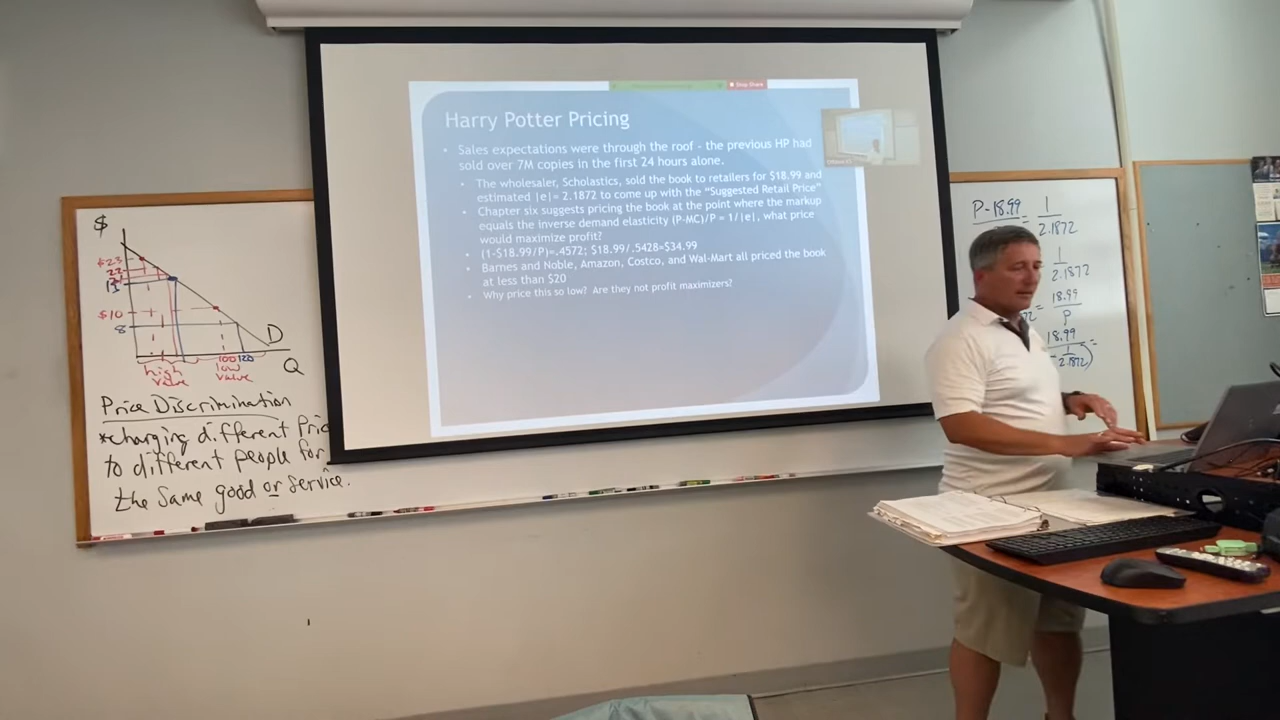 Stop Share
Harry Potter Pricing
• Sales expectations were through the roof - the previous HP had
sold over 7M copies in the first 24 hours alone.
• The wholesaler, Scholastics, sold the book to retailers for $18.99 and
estimated |e|= 2.1872 to come up with the "Suggested Retail Price"
• Chapter six suggests pricing the book at the point where the markup
equals the inverse demand elasticity (P-MC)/P = 1/|e|, what price
would maximize profit?
• (1-$18.99/P)=.4572; $18.99/.5428=$34.99
• Barnes and Noble, Amazon, Costco, and Wal-Mart all priced the book
at less than $20
• Why price this so low? Are they not profit maximizers?
$
$23
$10
8
D
Q
100 120
high low
value value
Price Discrimination
*charging different
to different people for
the same good or service.
P-18.99 = 1
2.1872
1
2.1872
= 18.99
P
18.99
2.1872) =